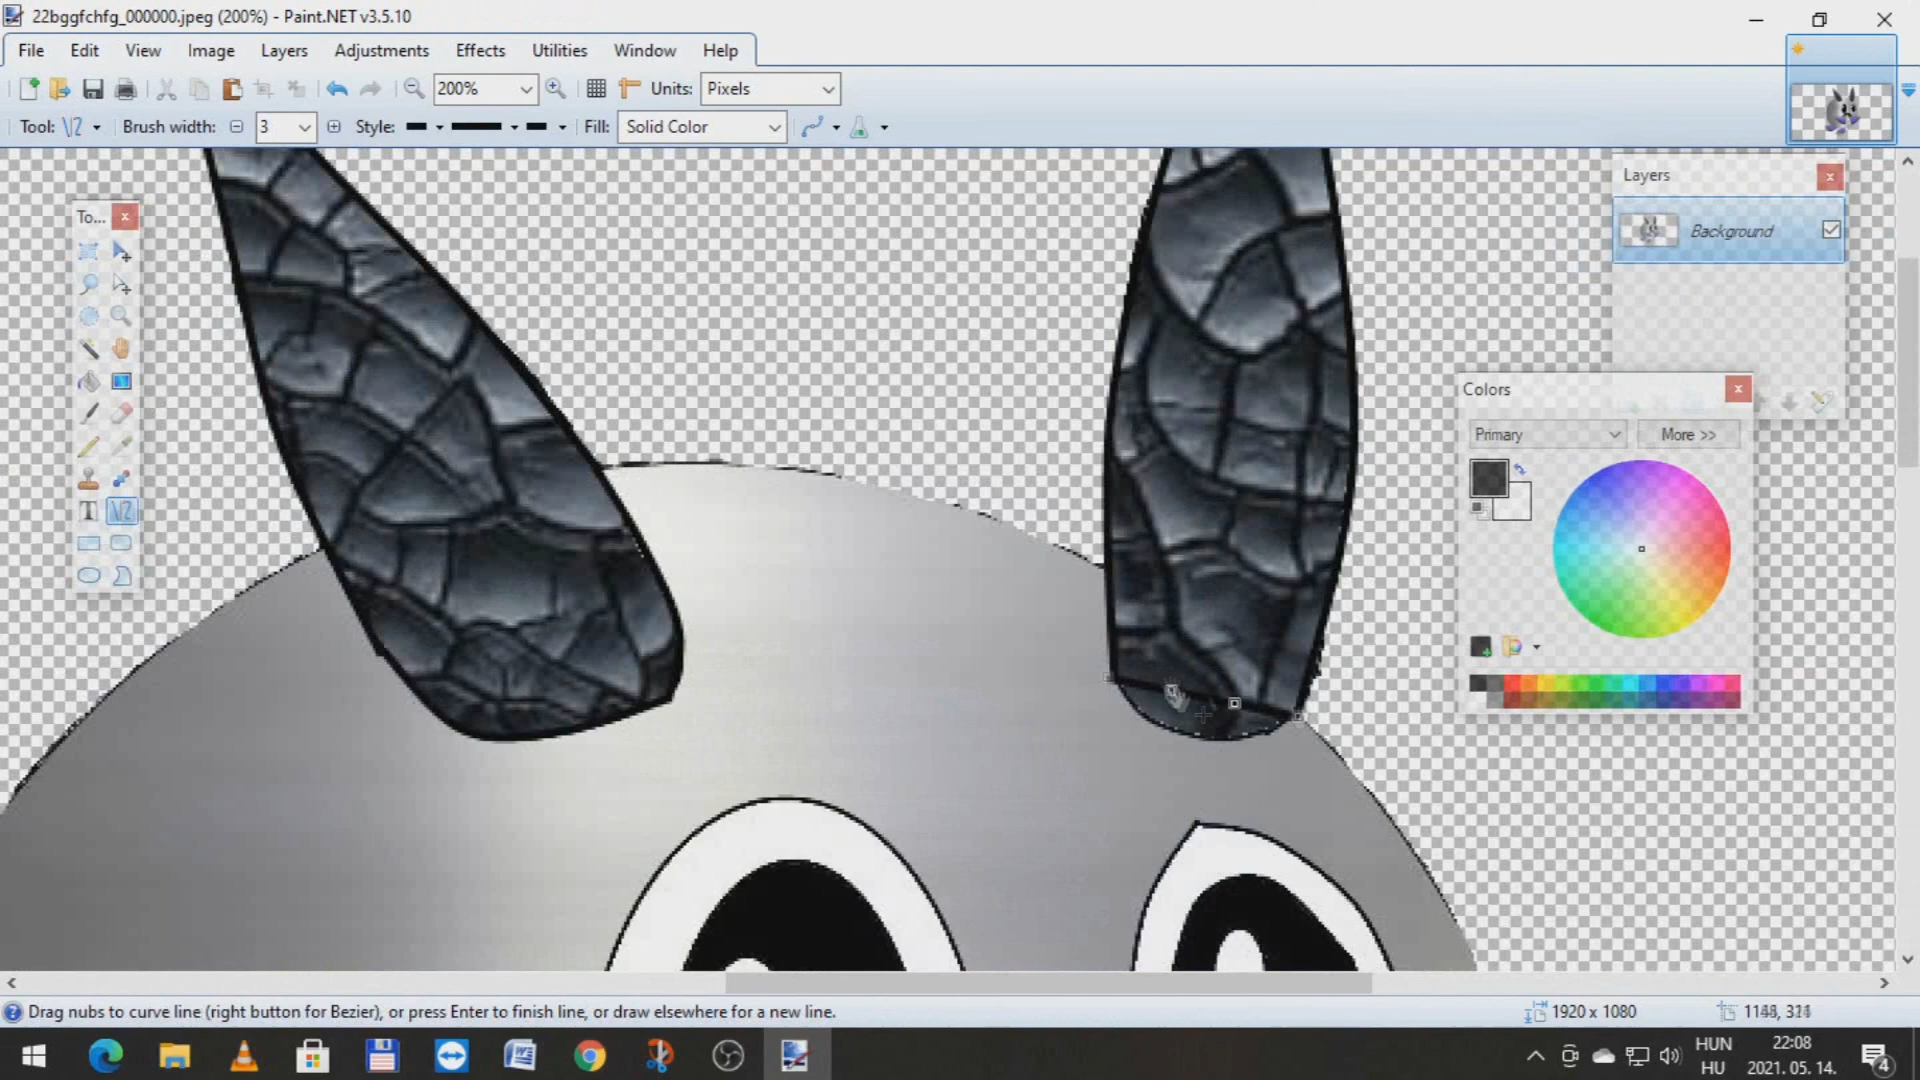 22bggfchfg_000000.jpeg (200%) - Paint.NET v3.5.10
File Edit View Image Layers Adjustments Effects Utilities Window Help
200% Units: Pixels
Tool: Brush width: 3 Style: Fill: Solid Color
Layers
To...
Background
Colors
Primary More >>
Drag nubs to curve line (right button for Bezier), or press Enter to finish line, or draw elsewhere for a new line.
1920 x 1080
HUN
HU
22:08
2021. 05. 14.
4